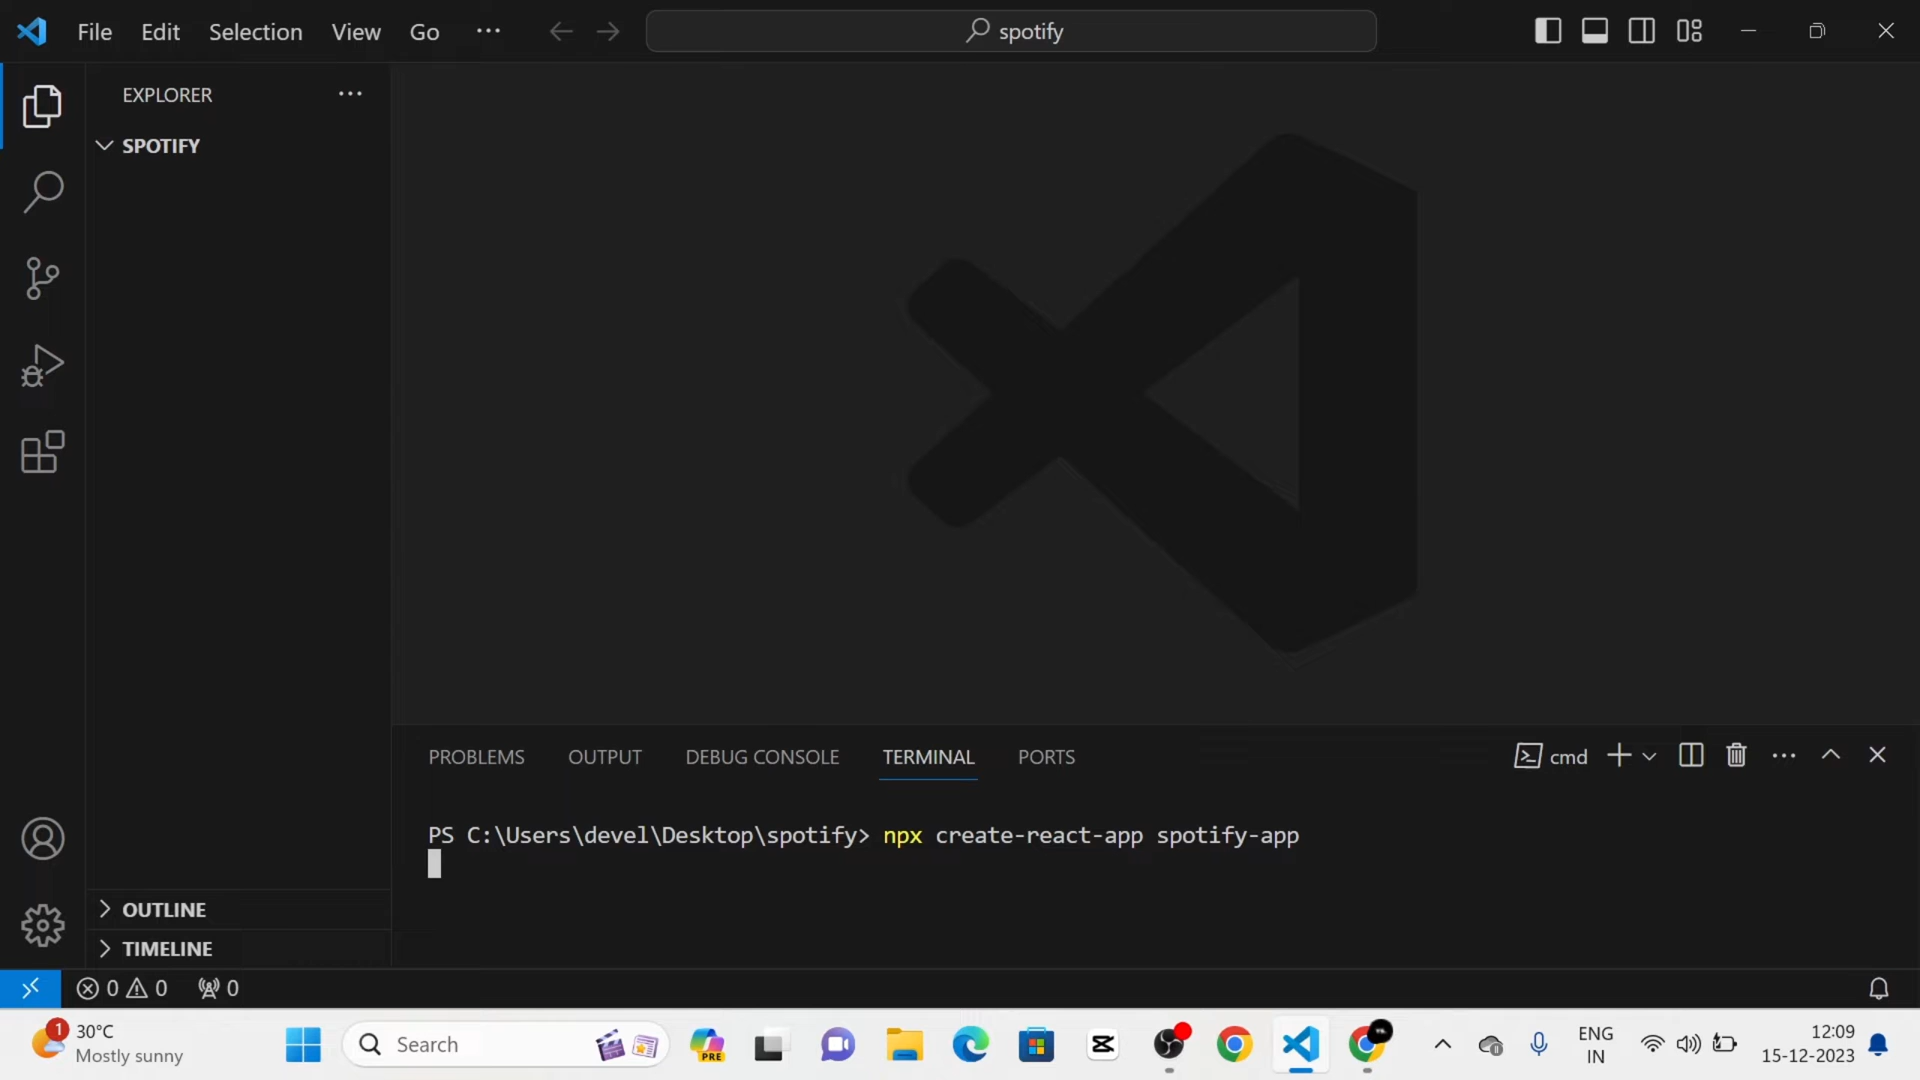 File Edit Selection View Go ··· spotify
EXPLORER ···
SPOTIFY
PROBLEMS OUTPUT DEBUG CONSOLE TERMINAL PORTS cmd
PS C:\Users\devel\Desktop\spotify> npx create-react-app spotify-app
OUTLINE
TIMELINE
0 0 0
1
30°C
Mostly sunny
Search
PRE
ENG
IN
12:09
15-12-2023